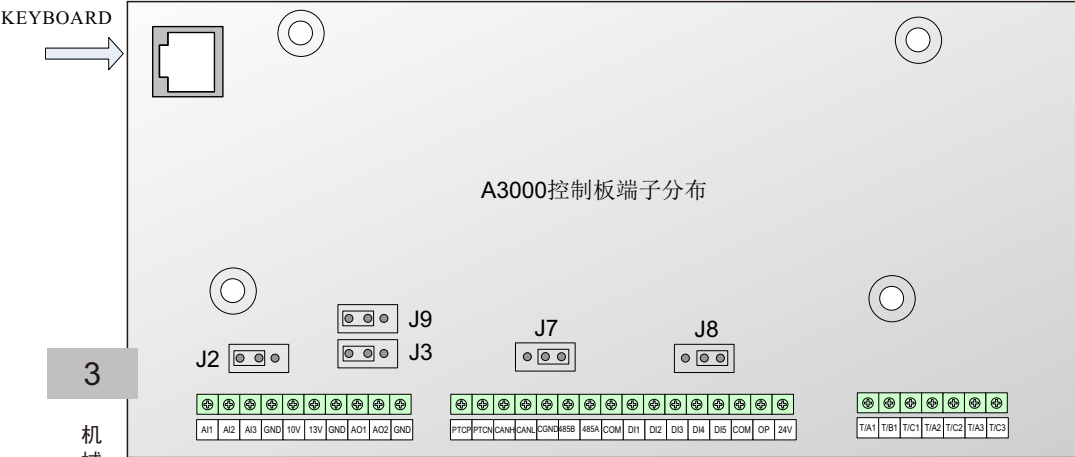 KEYBOARD
A3000控制板端子分布
J9
J7
J8
J2
J3
3
AI1 AI2 AI3 GND 10V 13V GND AO1 AO2 GND
PTCP PTCN CANH CANL CGND 485B 485A COM DI1 DI2 DI3 DI4 DI5 COM OP 24V
T/A1 T/B1 T/C1 T/A2 T/C2 T/A3 T/C3
机